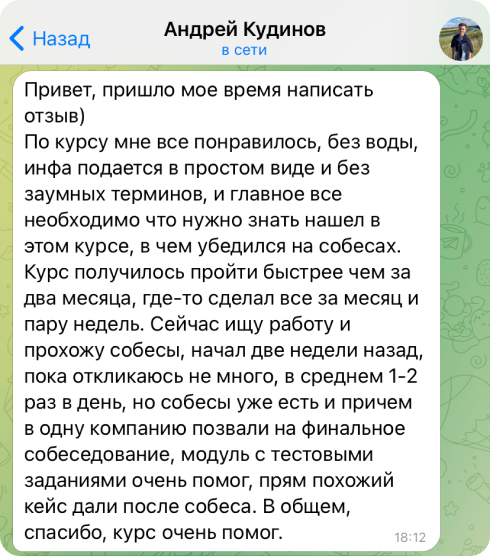 Назад
Андрей Кудинов
в сети
Привет, пришло мое время написать
отзыв)
По курсу мне все понравилось, без воды,
инфа подается в простом виде и без
заумных терминов, и главное все
необходимо что нужно знать нашел в
этом курсе, в чем убедился на собесах.
Курс получилось пройти быстрее чем за
два месяца, где-то сделал все за месяц и
пару недель. Сейчас ищу работу и
прохожу собесы, начал две недели назад,
пока откликаюсь не много, в среднем 1-2
раз в день, но собесы уже есть и причем
в одну компанию позвали на финальное
собеседование, модуль с тестовыми
заданиями очень помог, прям похожий
кейс дали после собеса. В общем,
спасибо, курс очень помог.
18:12